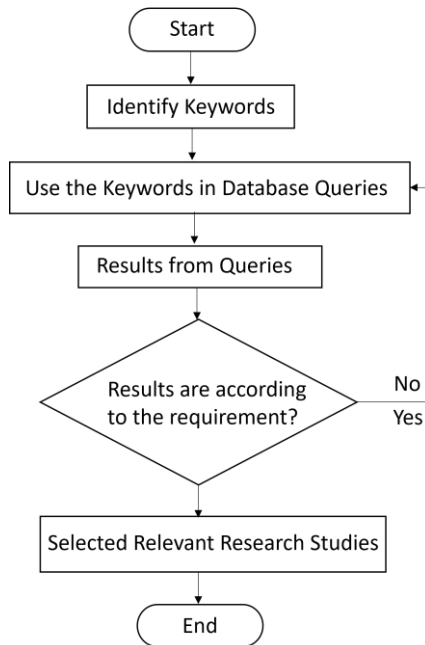 Start
Identify Keywords
Use the Keywords in Database Queries
Results from Queries
Results are according
to the requirement?
No
Yes
Selected Relevant Research Studies
End